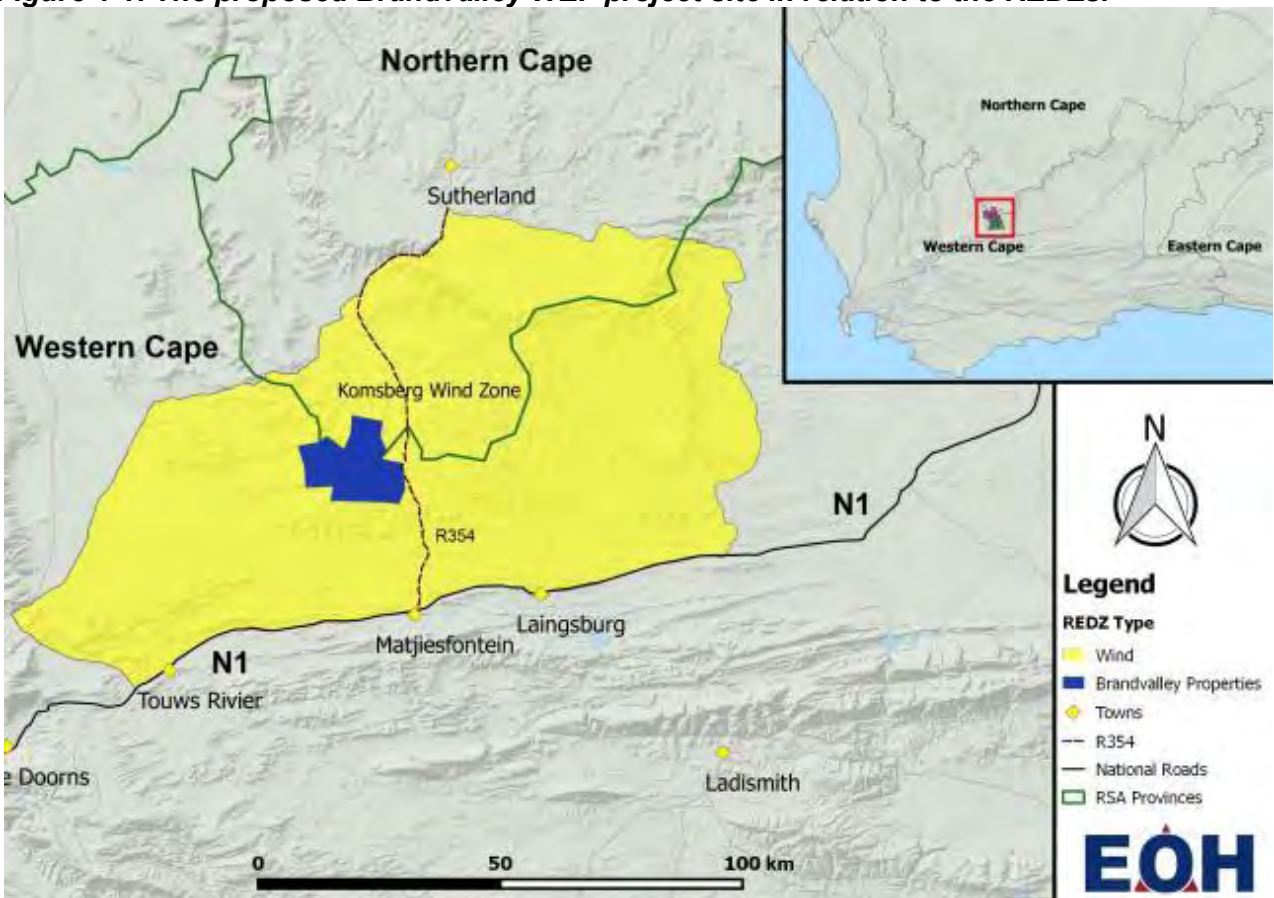 Northern Cape
Sutherland
Western Cape
Komsberg Wind Zone
R354
N1
Matjiesfontein
Laingsburg
N1
Touws Rivier
e Doorns
Ladismith
0 50 100 km
Northern Cape
Western Cape
Eastern Cape
N
Legend
REDZ Type
Wind
Brandvalley Properties
Towns
R354
National Roads
RSA Provinces
EOH